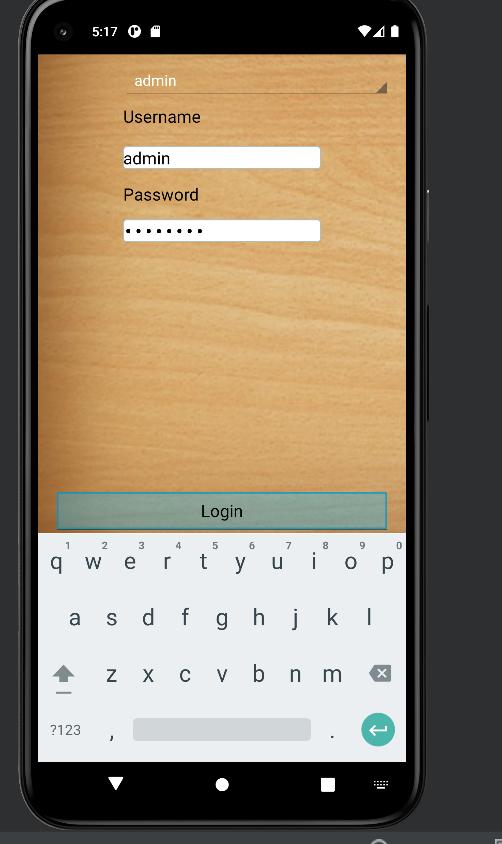 5:17
admin
Username
admin
Password
••••••••
Login
1 2 3 4 5 6 7 8 9 0
q w e r t y u i o p
a s d f g h j k l
z x c v b n m
?123 , .